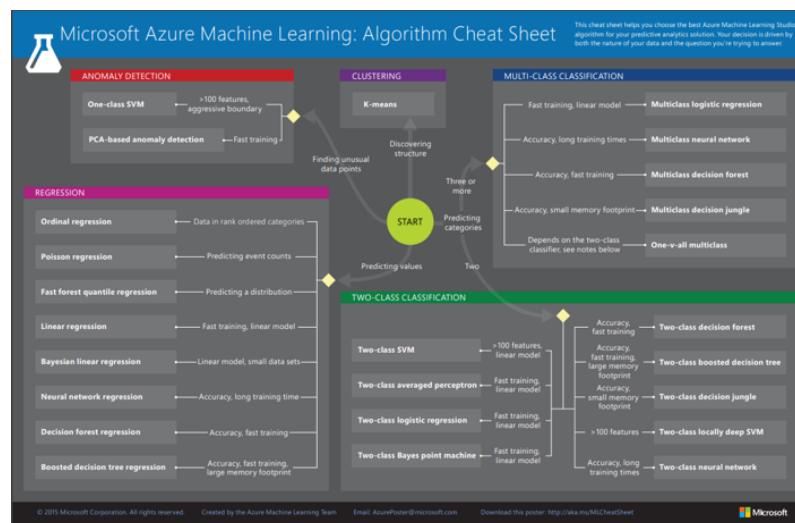 Microsoft Azure Machine Learning: Algorithm Cheat Sheet
This cheat sheet helps you choose the best Azure Machine Learning Studio
algorithm for your predictive analytics solution. Your decision is driven by
both the nature of your data and the question you're trying to answer.
ANOMALY DETECTION
One-class SVM
>100 features,
aggressive boundary
PCA-based anomaly detection
Fast training
CLUSTERING
K-means
MULTI-CLASS CLASSIFICATION
Fast training, linear model
Multiclass logistic regression
Accuracy, long training times
Multiclass neural network
Accuracy, fast training
Multiclass decision forest
Accuracy, small memory footprint
Multiclass decision jungle
Depends on the two-class
classifier, see notes below
One-v-all multiclass
Finding unusual
data points
Discovering
structure
Three or
more
START
Predicting
categories
Predicting values
Two
REGRESSION
Ordinal regression
Data in rank ordered categories
Poisson regression
Predicting event counts
Fast forest quantile regression
Predicting a distribution
Linear regression
Fast training, linear model
Bayesian linear regression
Linear model, small data sets
Neural network regression
Accuracy, long training time
Decision forest regression
Accuracy, fast training
Boosted decision tree regression
Accuracy, fast training,
large memory footprint
TWO-CLASS CLASSIFICATION
Two-class SVM
>100 features,
linear model
Two-class averaged perceptron
Fast training,
linear model
Two-class logistic regression
Fast training,
linear model
Two-class Bayes point machine
Fast training,
linear model
Accuracy,
fast training
Two-class decision forest
Accuracy,
fast training,
large memory
footprint
Two-class boosted decision tree
Accuracy,
small memory
footprint
Two-class decision jungle
>100 features
Two-class locally deep SVM
Accuracy, long
training times
Two-class neural network
© 2015 Microsoft Corporation. All rights reserved.
Created by the Azure Machine Learning Team
Email: AzurePoster@microsoft.com
Download this poster: http://aka.ms/MLCheatSheet
Microsoft